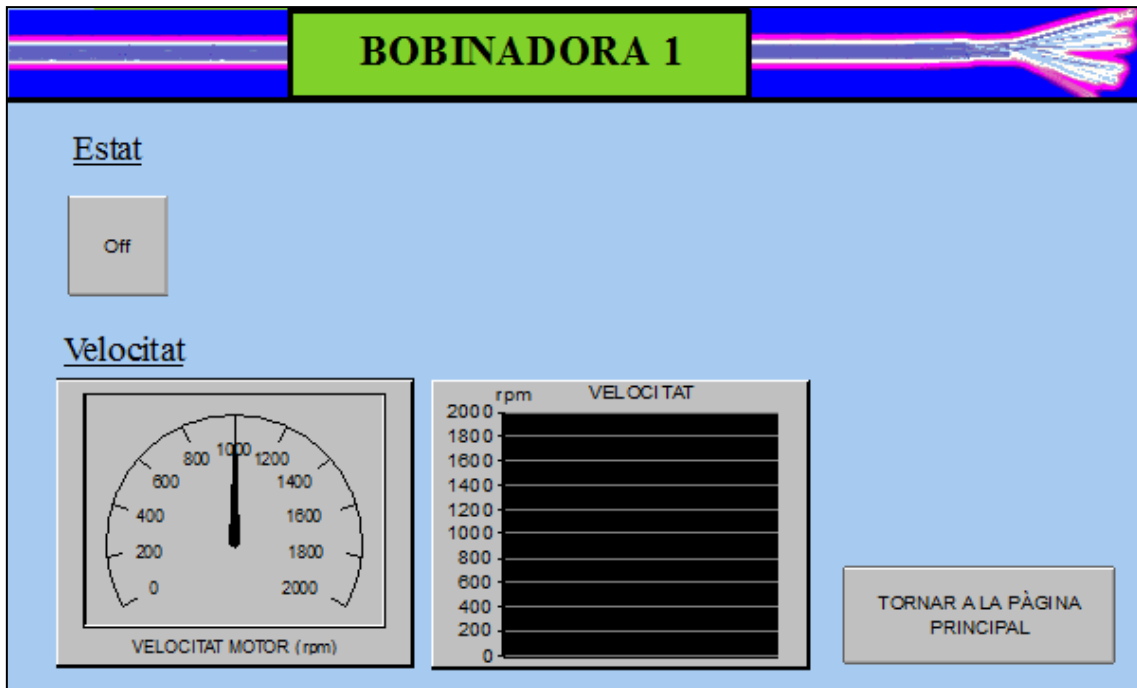 BOBINADORA 1
Estat
Off
Velocitat
0
200
400
600
800
1000
1200
1400
1600
1800
2000
VELOCITAT MOTOR (rpm)
rpm VELOCITAT
2000
1800
1600
1400
1200
1000
800
600
400
200
0
TORNAR A LA PÀGINA
PRINCIPAL